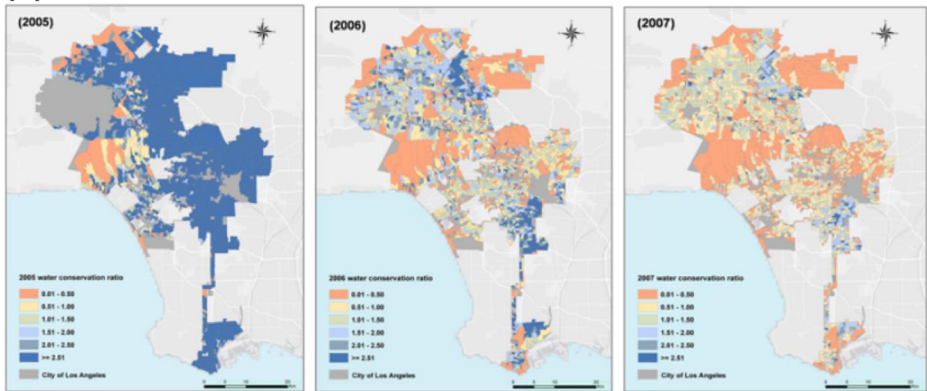 (2005)
2005 water conservation ratio
0.01 - 0.50
0.51 - 1.00
1.01 - 1.50
1.51 - 2.00
2.01 - 2.50
>= 2.51
City of Los Angeles
(2006)
2006 water conservation ratio
0.01 - 0.50
0.51 - 1.00
1.01 - 1.50
1.51 - 2.00
2.01 - 2.50
>= 2.51
City of Los Angeles
(2007)
2007 water conservation ratio
0.01 - 0.50
0.51 - 1.00
1.01 - 1.50
1.51 - 2.00
2.01 - 2.50
>= 2.51
City of Los Angeles